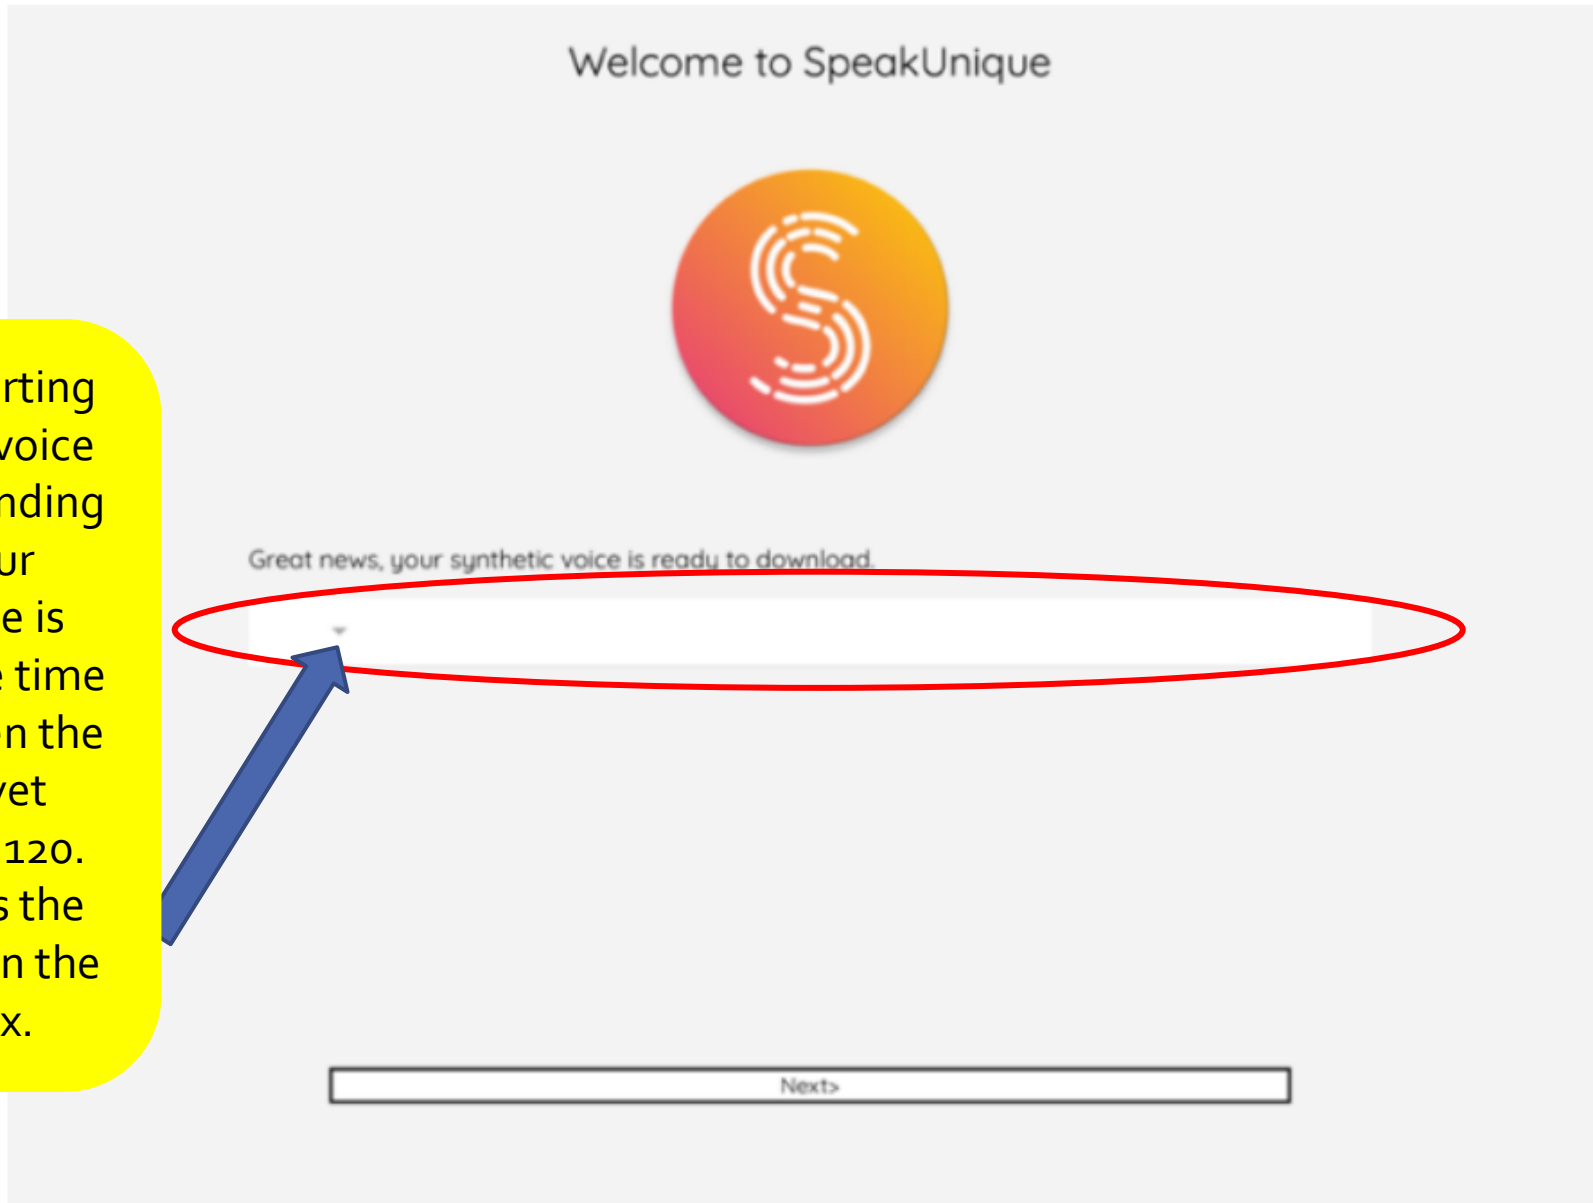 Welcome to SpeakUnique
rting
voice
nding
ur
e is
e time
en the
yet
120.
s the
n the
x.
Great news, your synthetic voice is ready to download.
Next>